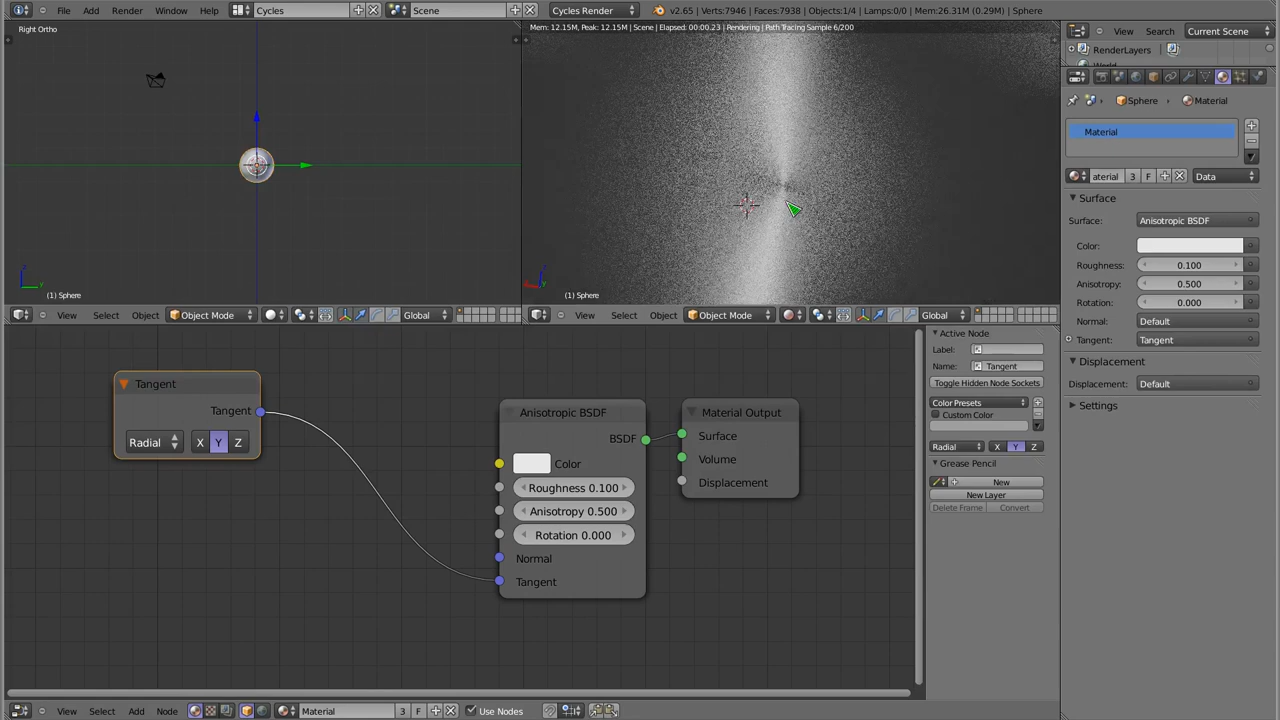 File Add Render Window Help Cycles Scene Cycles Render v2.65 | Verts:7946 | Faces:7938 | Objects:1/4 | Lamps:0/0 | Mem:26.31M (0.29M) | Sphere
Right Ortho
Mem: 12.15M, Peak: 12.15M | Scene | Elapsed: 00:00.23 | Rendering | Path Tracing Sample 6/200
View Search Current Scene
RenderLayers
World
Sphere Material
Material
aterial 3 F Data
Surface
Surface: Anisotropic BSDF
Color:
Roughness: 0.100
Anisotropy: 0.500
Rotation: 0.000
Normal: Default
Tangent: Tangent
Displacement
Displacement: Default
Settings
z
y
(1) Sphere
(1) Sphere
View Select Object Object Mode Global
View Select Object Object Mode Global
Tangent
Tangent
Radial X Y Z
Anisotropic BSDF
BSDF
Color
Roughness 0.100
Anisotropy 0.500
Rotation 0.000
Normal
Tangent
Material Output
Surface
Volume
Displacement
Active Node
Label:
Name: Tangent
Toggle Hidden Node Sockets
Color Presets
Custom Color
Radial X Y Z
Grease Pencil
New
New Layer
Delete Frame Convert
View Select Add Node Material 3 F Use Nodes